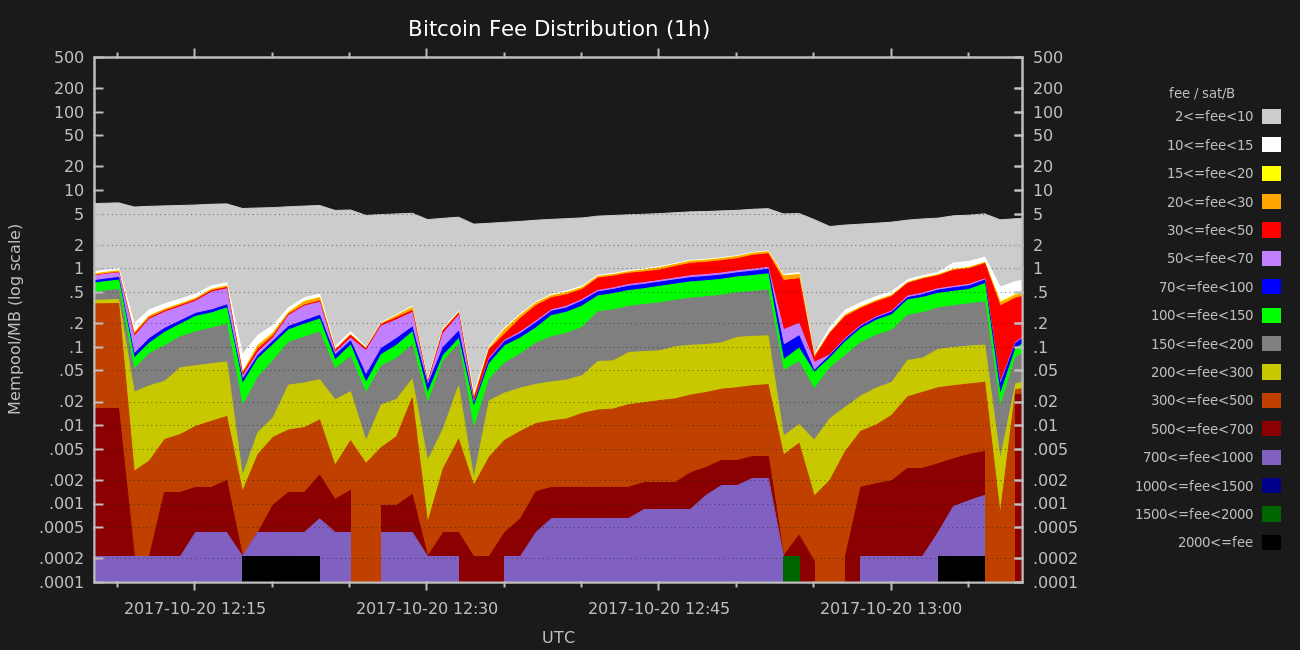 Bitcoin Fee Distribution (1h)
Mempool/MB (log scale)
500
200
100
50
20
10
5
2
1
.5
.2
.1
.05
.02
.01
.005
.002
.001
.0005
.0002
.0001
500
200
100
50
20
10
5
2
1
.5
.2
.1
.05
.02
.01
.005
.002
.001
.0005
.0002
.0001
2017-10-20 12:15 2017-10-20 12:30 2017-10-20 12:45 2017-10-20 13:00
UTC
fee / sat/B
2<=fee<10
10<=fee<15
15<=fee<20
20<=fee<30
30<=fee<50
50<=fee<70
70<=fee<100
100<=fee<150
150<=fee<200
200<=fee<300
300<=fee<500
500<=fee<700
700<=fee<1000
1000<=fee<1500
1500<=fee<2000
2000<=fee